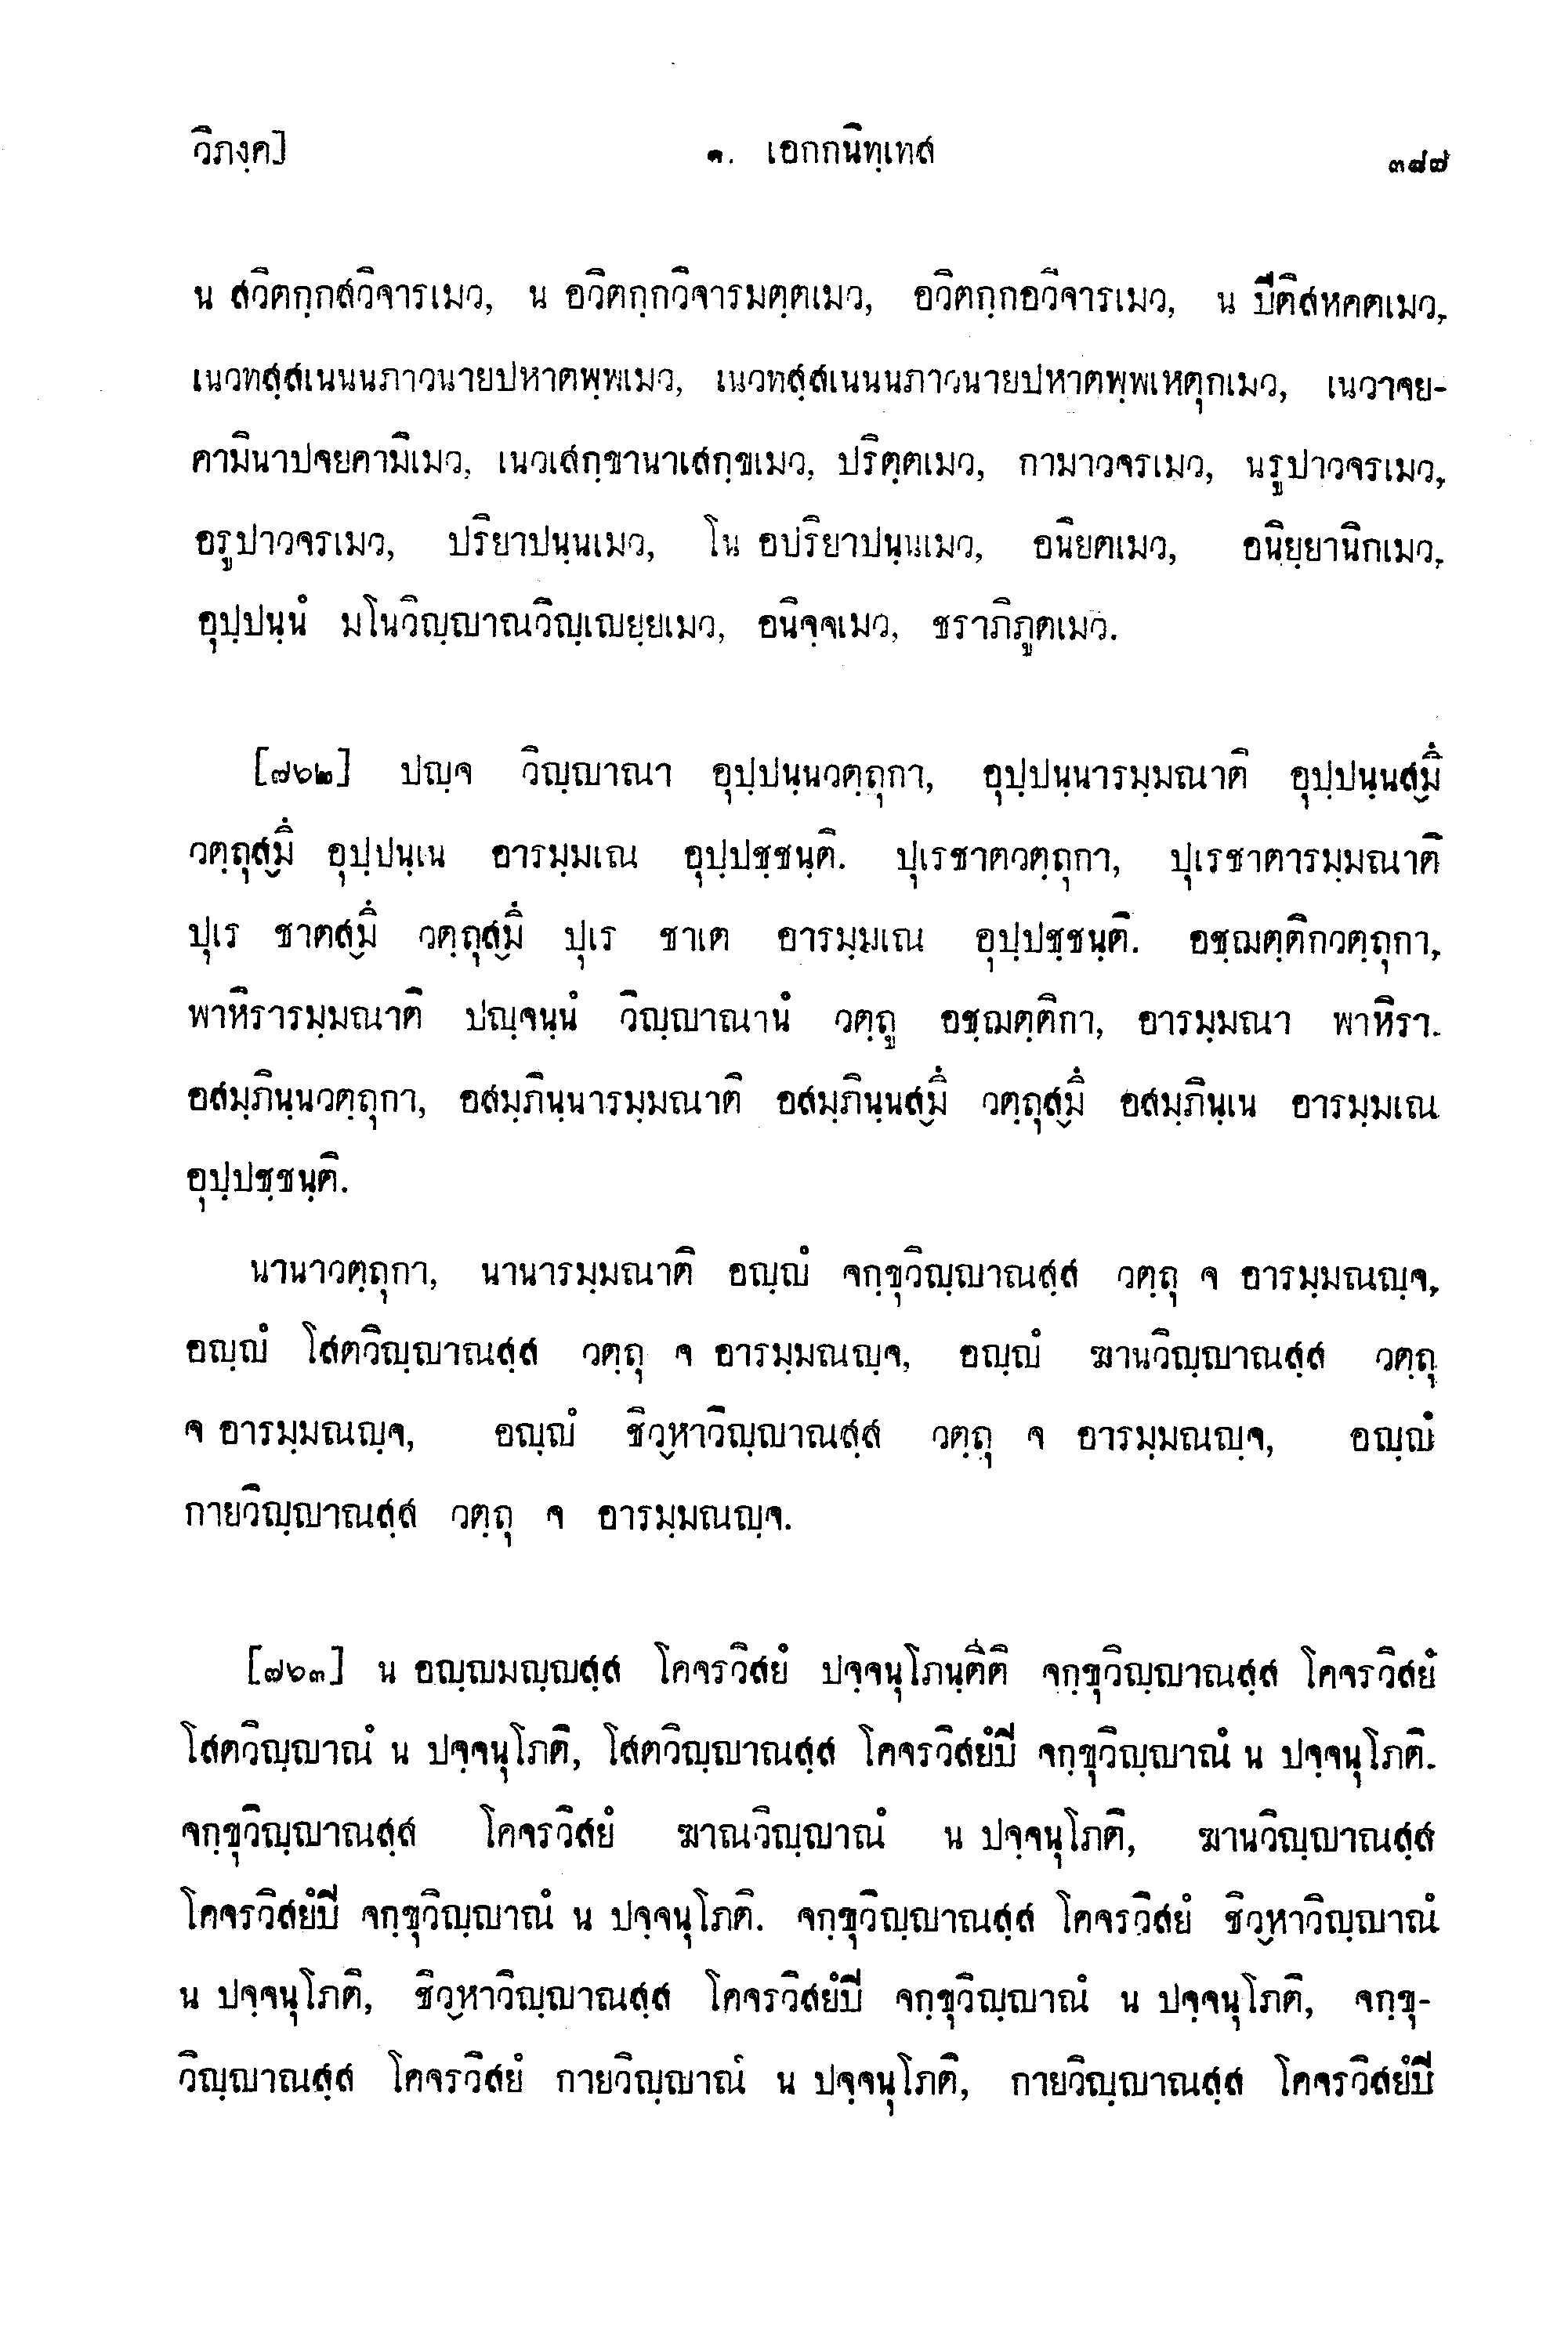 วิภงฺค]
๑. เอกกนิทฺเทส
๓๘๗
น สวิตกฺกสวิจารเมว, น อวิตกฺกวิจารมตฺตเมว, อวิตกฺกอวิจารเมว, น ปีติสหคตเมว,
เนวทสฺสเนนนภาวนายปหาตพฺพเมว, เนวทสฺสเนนนภาวนายปหาตพฺพเหตุกเมว, เนวาจย-
คามินาปจยคามิเมว, เนวเสกฺขานาเสกฺขเมว, ปริตฺตเมว, กามาวจรเมว, นรูปาวจรเมว,
อรูปาวจรเมว, ปริยาปนฺนเมว, โน อปริยาปนฺนเมว, อนิยตเมว, อนิยฺยานิกเมว,
อุปฺปนฺนํ มโนวิญฺญาณวิญฺเญยฺยเมว, อนิจฺจเมว, ชราภิภูตเมว.
[๗๖๒] ปญฺจ วิญฺญาณา อุปฺปนฺนวตฺถุกา, อุปฺปนฺนารมฺมณาติ อุปฺปนฺนสฺมึ
วตฺถุสฺมึ อุปฺปนฺเน อารมฺมเณ อุปฺปชฺชนฺติ. ปุเรชาตวตฺถุกา, ปุเรชาตารมฺมณาติ
ปุเร ชาตสฺมึ วตฺถุสฺมึ ปุเร ชาเต อารมฺมเณ อุปฺปชฺชนฺติ. อชฺฌตฺติกวตฺถุกา,
พาหิรารมฺมณาติ ปญฺจนฺนํ วิญฺญาณานํ วตฺถู อชฺฌตฺติกา, อารมฺมณา พาหิรา.
อสมฺภินฺนวตฺถุกา, อสมฺภินฺนารมฺมณาติ อสมฺภินฺนสฺมึ วตฺถุสฺมึ อสมฺภินฺเน อารมฺมเณ
อุปฺปชฺชนฺติ.
นานาวตฺถุกา, นานารมฺมณาติ อญฺญํ จกฺขุวิญฺญาณสฺส วตฺถุ จ อารมฺมณญฺจ,
อญฺญํ โสตวิญฺญาณสฺส วตฺถุ จ อารมฺมณญฺจ, อญฺญํ ฆานวิญฺญาณสฺส วตฺถุ
จ อารมฺมณญฺจ, อญฺญํ ชิวฺหาวิญฺญาณสฺส วตฺถุ จ อารมฺมณญฺจ, อญฺญํ
กายวิญฺญาณสฺส วตฺถุ จ อารมฺมณญฺจ.
[๗๖๓] น อญฺญมญฺญสฺส โคจรวิสยํ ปจฺจนุโภนฺตีติ จกฺขุวิญฺญาณสฺส โคจรวิสยํ
โสตวิญฺญาณํ น ปจฺจนุโภติ, โสตวิญฺญาณสฺส โคจรวิสยํปิ จกฺขุวิญฺญาณํ น ปจฺจนุโภติ.
จกฺขุวิญฺญาณสฺส โคจรวิสยํ ฆาณวิญฺญาณํ น ปจฺจนุโภติ, ฆานวิญฺญาณสฺส
โคจรวิสยํปิ จกฺขุวิญฺญาณํ น ปจฺจนุโภติ. จกฺขุวิญฺญาณสฺส โคจรวิสยํ ชิวฺหาวิญฺญาณํ
น ปจฺจนุโภติ, ชิวฺหาวิญฺญาณสฺส โคจรวิสยํปิ จกฺขุวิญฺญาณํ น ปจฺจนุโภติ, จกฺขุ-
วิญฺญาณสฺส โคจรวิสยํ กายวิญฺญาณํ น ปจฺจนุโภติ, กายวิญฺญาณสฺส โคจรวิสยํปิ